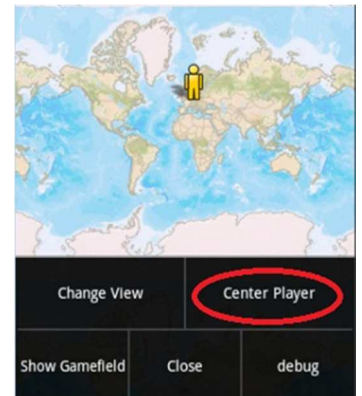 Change View
Center Player
Show Gamefield
Close
debug